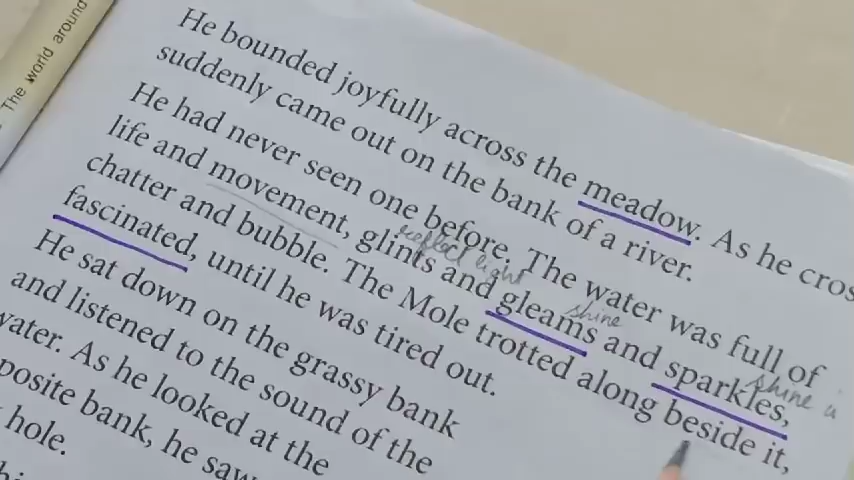 The world around
He bounded joyfully across the meadow. As he cros
suddenly came out on the bank of a river.
He had never seen one before. The water was full of
life and movement, glints and gleams and sparkles,
reflect light
shine
shine
chatter and bubble. The Mole trotted along beside it,
fascinated, until he was tired out.
He sat down on the grassy bank
and listened to the sound of the
water. As he looked at the
posite bank, he saw
hole.